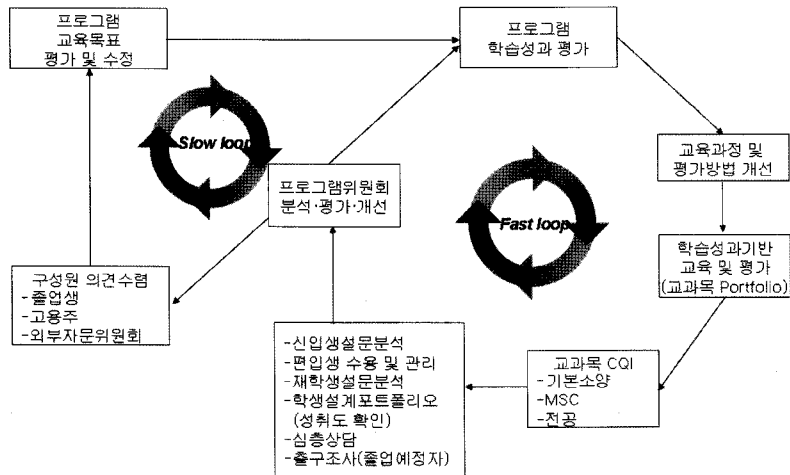 프로그램
교육목표
평가 및 수정
프로그램
학습성과 평가
Slow loop
프로그램위원회
분석·평가·개선
교육과정 및
평가방법 개선
Fast loop
학습성과기반
교육 및 평가
(교과목 Portfolio)
구성원 의견수렴
-졸업생
-고용주
-외부자문위원회
-신입생설문분석
-편입생 수용 및 관리
-재학생설문분석
-학생설계포트폴리오
(성취도 확인)
-심층상담
-출구조사(졸업예정자)
교과목 CQI
-기본소양
-MSC
-전공